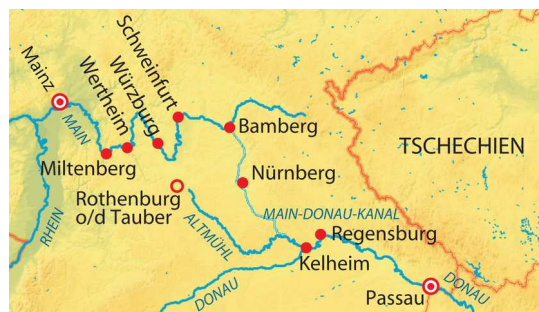 Mainz
MAIN
Miltenberg
Wertheim
Würzburg
Schweinfurt
Bamberg
Nürnberg
TSCHECHIEN
Rothenburg
o/d Tauber
RHEIN
ALTMÜHL
MAIN-DONAU-KANAL
Regensburg
Kelheim
DONAU
Passau
DONAU